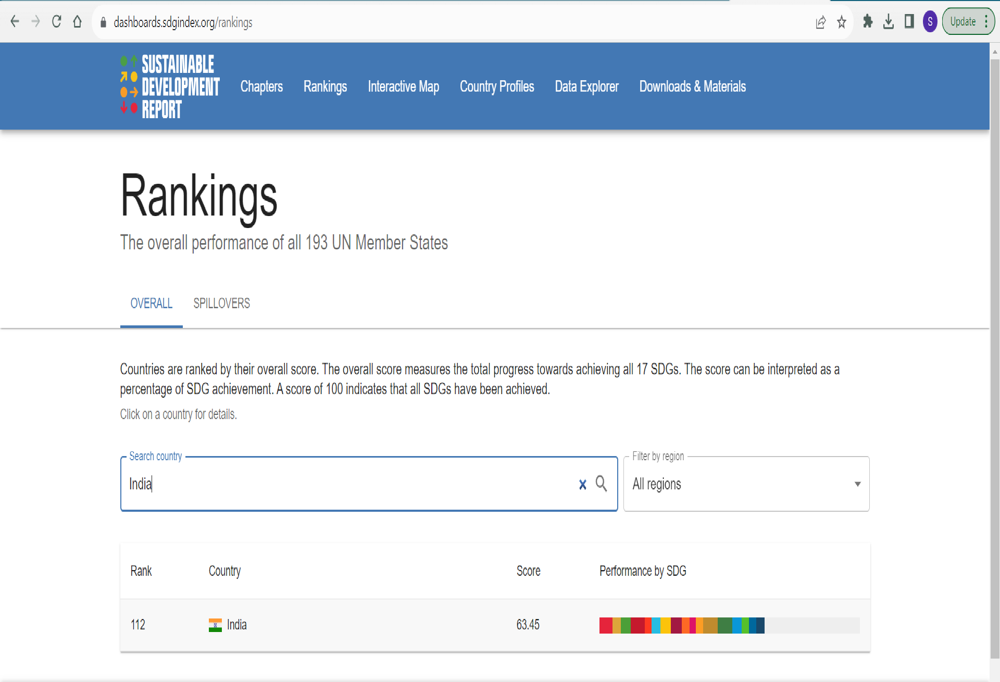 dashboards.sdgindex.org/rankings
S
Update
SUSTAINABLE
DEVELOPMENT
REPORT
Chapters
Rankings
Interactive Map
Country Profiles
Data Explorer
Downloads & Materials
Rankings
The overall performance of all 193 UN Member States
OVERALL
SPILLOVERS
Countries are ranked by their overall score. The overall score measures the total progress towards achieving all 17 SDGs. The score can be interpreted as a
percentage of SDG achievement. A score of 100 indicates that all SDGs have been achieved.
Click on a country for details.
Search country
India
Filter by region
All regions
Rank Country Score Performance by SDG
112 India 63.45